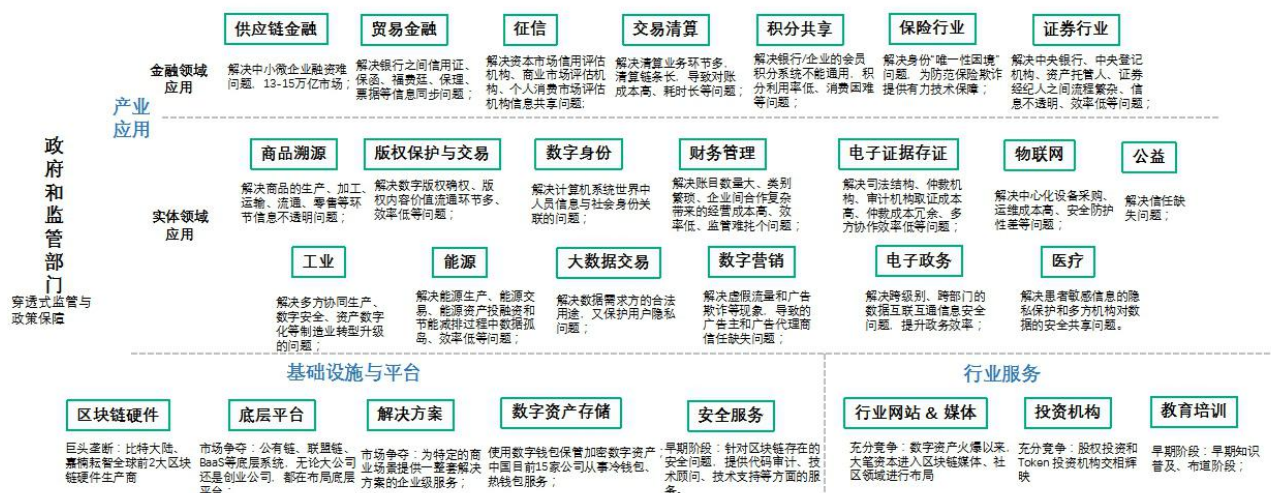 供应链金融
贸易金融
征信
交易清算
积分共享
保险行业
证券行业
金融领域
应用
解决中小微企业融资难
问题，13-15万亿市场；
解决银行之间信用证、
保函、福费廷、保理、
票据等信息同步问题；
解决资本市场信用评估
机构、商业市场评估机
构、个人消费市场评估
机构信息共享问题;
解决清算业务环节多,
清算链条长，导致对账
成本高、耗时长等问题；
解决银行/企业的会员
积分系统不能通用，积
分利用率低、消费困难
等问题；
解决身份“唯一性困境”
问题，为防范保险欺诈
提供有力技术保障；
解决中央银行、中央登记
机构、资产托管人、证券
经纪人之间流程繁杂、信
息不透明、效率低等问题；
产业
应用
政府和监管部门
穿透式监管与
政策保障
商品溯源
版权保护与交易
数字身份
财务管理
电子证据存证
物联网
公益
实体领域
应用
解决商品的生产、加工、
运输、流通、零售等环
节信息不透明问题；
解决数字版权确权、版
权内容价值流通环节多、
效率低等问题；
解决计算机系统世界中
人员信息与社会身份关
联的问题；
解决账目数量大、类别
繁琐、企业间合作复杂
带来的经营成本高、效
率低、监管难托个问题；
解决司法结构、仲裁机
构、审计机构取证成本
高、仲裁成本冗余、多
方协作效率低等问题；
解决中心化设备采购、
运维成本高、安全防护
性差等问题；
解决信任缺
失问题；
工业
能源
大数据交易
数字营销
电子政务
医疗
解决多方协同生产、
数字安全、资产数字
化等制造业转型升级
的问题；
解决能源生产、能源交
易、能源资产投融资和
节能减排过程中数据孤
岛、效率低等问题；
解决数据需求方的合法
用途，又保护用户隐私
问题；
解决虚假流量和广告
欺诈等现象，导致的
广告主和广告代理商
信任缺失问题；
解决跨级别、跨部门的
数据互联互通信息安全
问题，提升政务效率；
解决患者敏感信息的隐
私保护和多方机构对数
据的安全共享问题。
基础设施与平台
行业服务
区块链硬件
底层平台
解决方案
数字资产存储
安全服务
行业网站 & 媒体
投资机构
教育培训
巨头垄断：比特大陆、
嘉楠耘智全球前2大区块
链硬件生产商
市场争夺：公有链、联盟链、
BaaS等底层系统，无论大公司
还是创业公司，都在布局底层
平台；
市场争夺：为特定的商
业场景提供一整套解决
方案的企业级服务；
使用数字钱包保管加密数字资产；
中国目前15家公司从事冷钱包、
热钱包服务；
早期阶段：针对区块链存在的
安全问题，提供代码审计、技
术顾问、技术支持等方面的服
务。
充分竞争：数字资产火爆以来，
大笔资本进入区块链媒体、社
区领域进行布局
充分竞争：股权投资和
Token 投资机构交相辉
映
早期阶段：早期知识
普及、布道阶段；